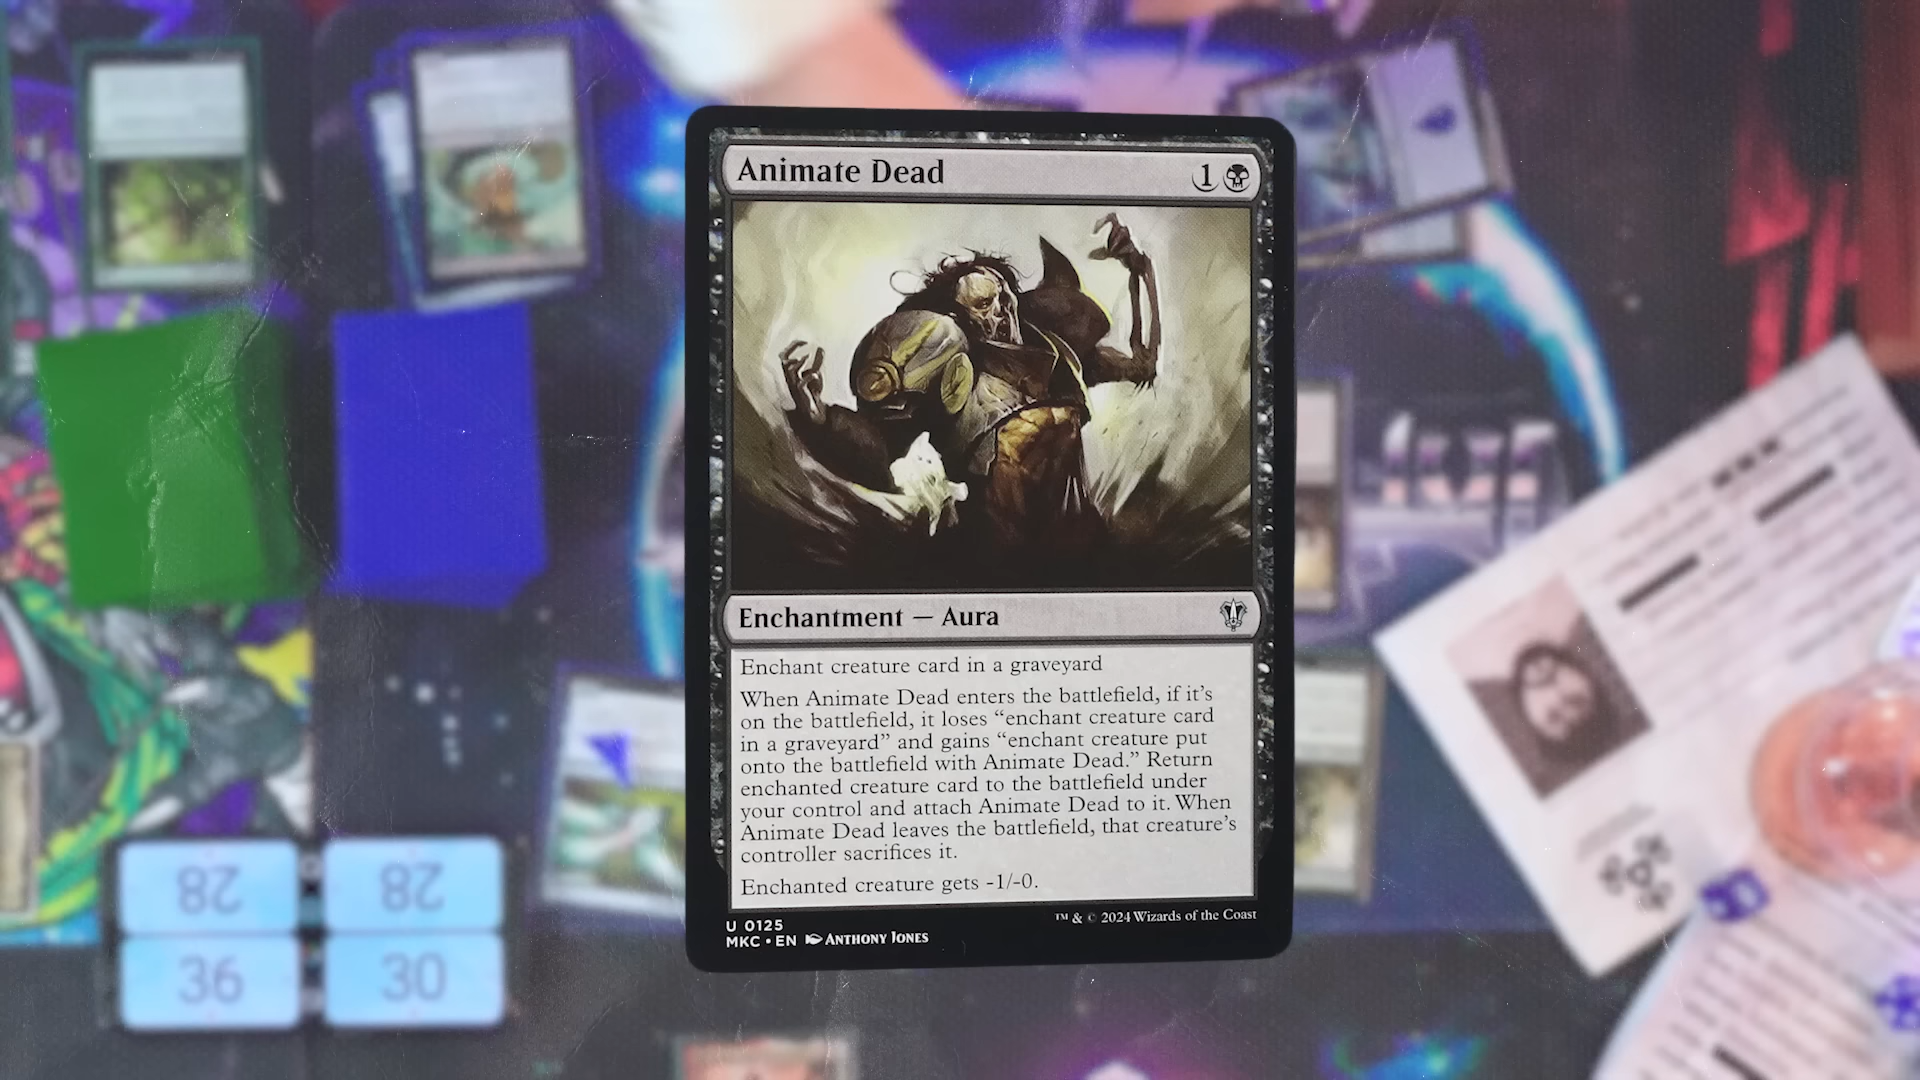 Animate Dead 1
Enchantment — Aura
Enchant creature card in a graveyard
When Animate Dead enters the battlefield, if it's
on the battlefield, it loses “enchant creature card
in a graveyard” and gains “enchant creature put
onto the battlefield with Animate Dead.” Return
enchanted creature card to the battlefield under
your control and attach Animate Dead to it. When
Animate Dead leaves the battlefield, that creature's
controller sacrifices it.
Enchanted creature gets -1/-0.
U 0125
MKC • EN ANTHONY JONES
™ & © 2024 Wizards of the Coast
28 28
36 30